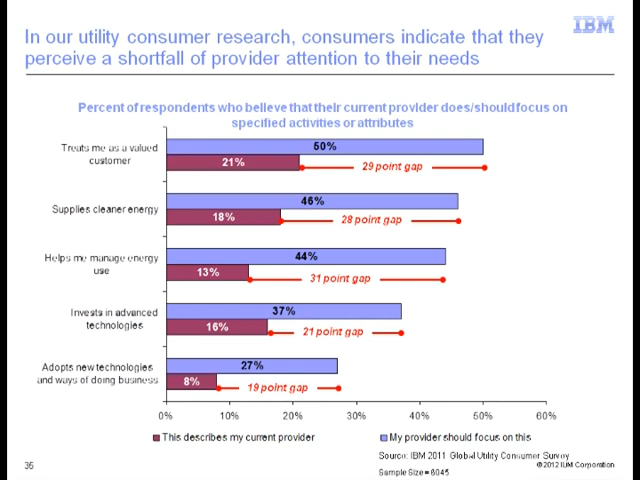 In our utility consumer research, consumers indicate that they
perceive a shortfall of provider attention to their needs
IBM
Percent of respondents who believe that their current provider does/should focus on
specified activities or attributes
Treats me as a valued
customer
50%
21%
29 point gap
Supplies cleaner energy
46%
18%
28 point gap
Helps me manage energy
use
44%
13%
31 point gap
Invests in advanced
technologies
37%
16%
21 point gap
Adopts new technologies
and ways of doing business
27%
8%
19 point gap
0% 10% 20% 30% 40% 50% 60%
This describes my current provider
My provider should focus on this
Source: IBM 2011 Global Utility Consumer Survey
Sample Size = 6045
36
© 2012 IBM Corporation